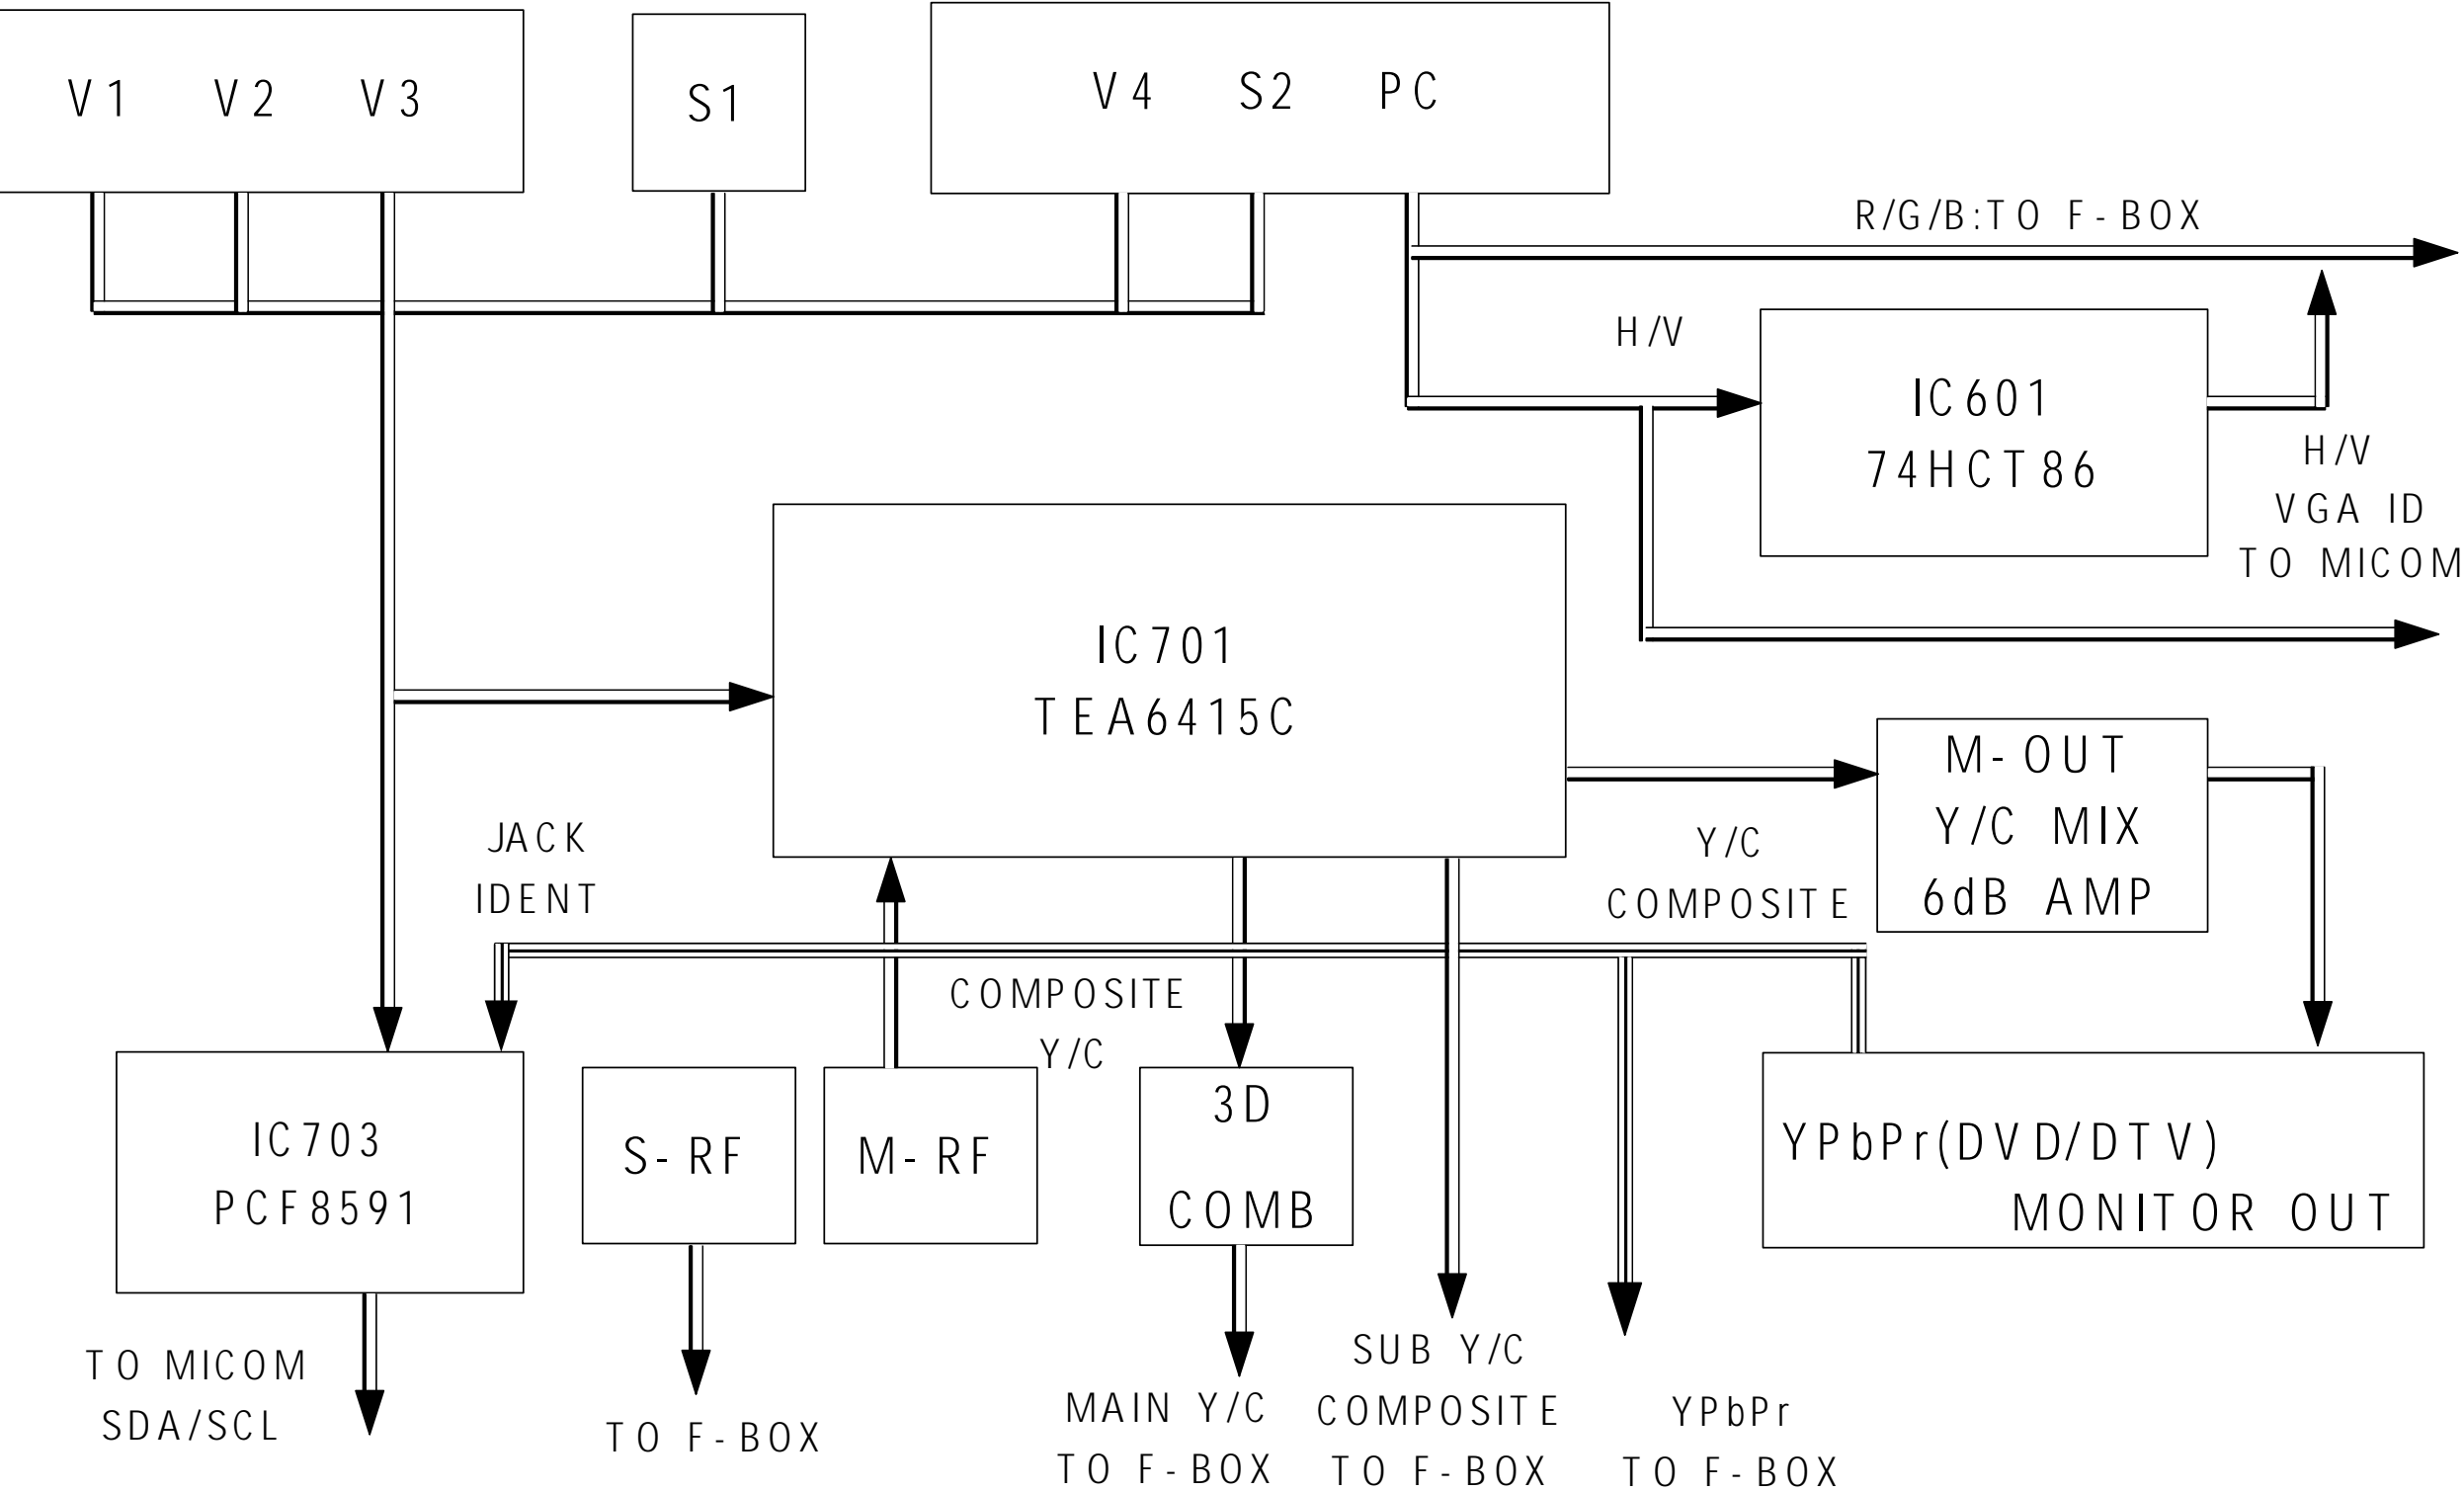 V1 V2 V3
S1
V4 S2 PC
R/G/B:TO F-BOX
H/V
IC601
74HCT86
H/V
VGA ID
TO MICOM
IC701
TEA6415C
M-OUT
Y/C MIX
6dB AMP
Y/C
COMPOSITE
JACK
IDENT
COMPOSITE
Y/C
IC703
PCF8591
S-RF
M-RF
3D
COMB
YPbPr(DVD/DTV)
MONITOR OUT
TO MICOM
SDA/SCL
TO F-BOX
MAIN Y/C
TO F-BOX
SUB Y/C
COMPOSITE
TO F-BOX
YPbPr
TO F-BOX